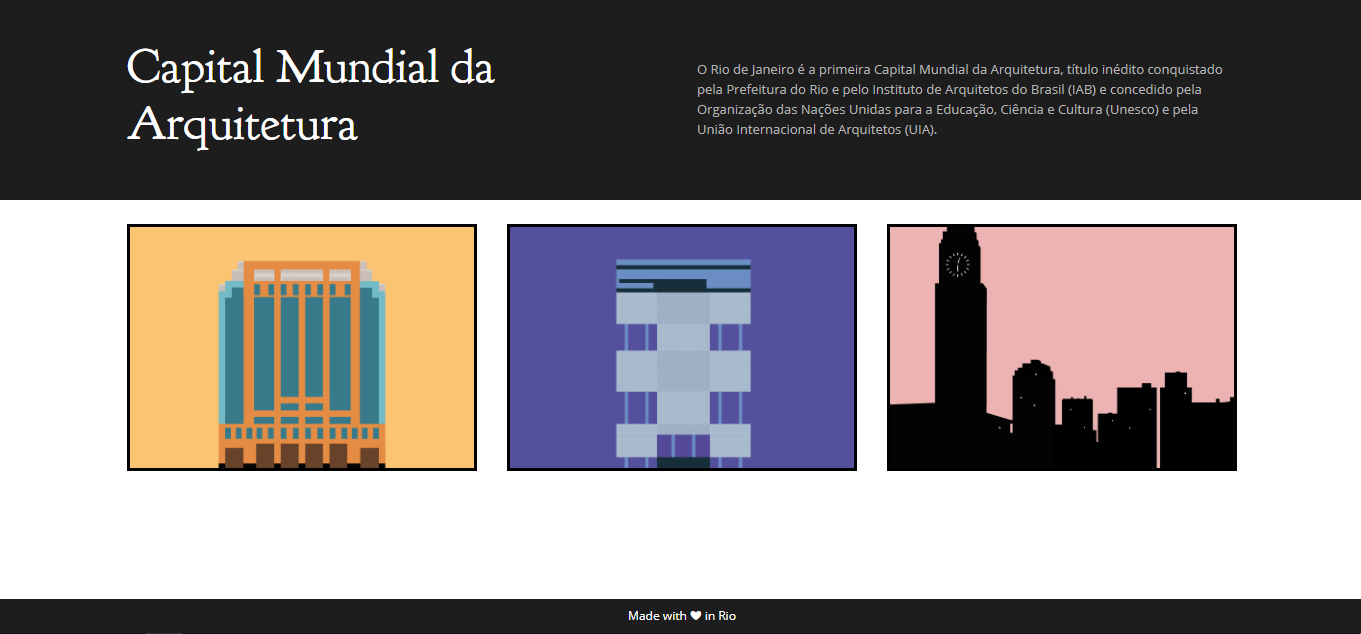 Capital Mundial da
Arquitetura
O Rio de Janeiro é a primeira Capital Mundial da Arquitetura, título inédito conquistado
pela Prefeitura do Rio e pelo Instituto de Arquitetos do Brasil (IAB) e concedido pela
Organização das Nações Unidas para a Educação, Ciência e Cultura (Unesco) e pela
União Internacional de Arquitetos (UIA).
Made with ♥ in Rio